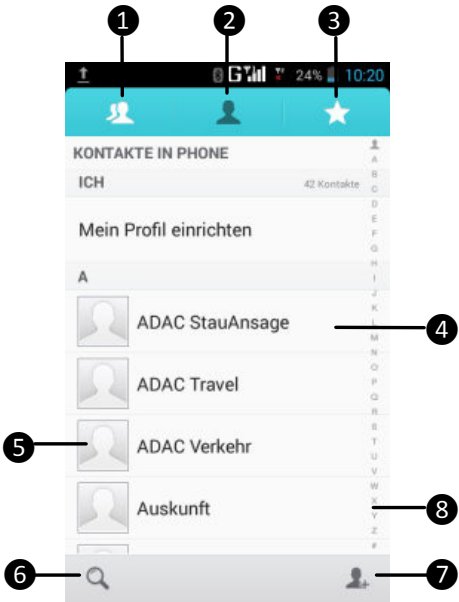 1 2 3
G 24% 10:20
KONTAKTE IN PHONE
ICH 42 Kontakte
Mein Profil einrichten
A
ADAC StauAnsage
4
ADAC Travel
ADAC Verkehr
5
Auskunft
8
6
7
A
B
C
D
E
F
G
H
I
J
K
L
M
N
O
P
Q
R
S
T
U
V
W
X
Y
Z
#